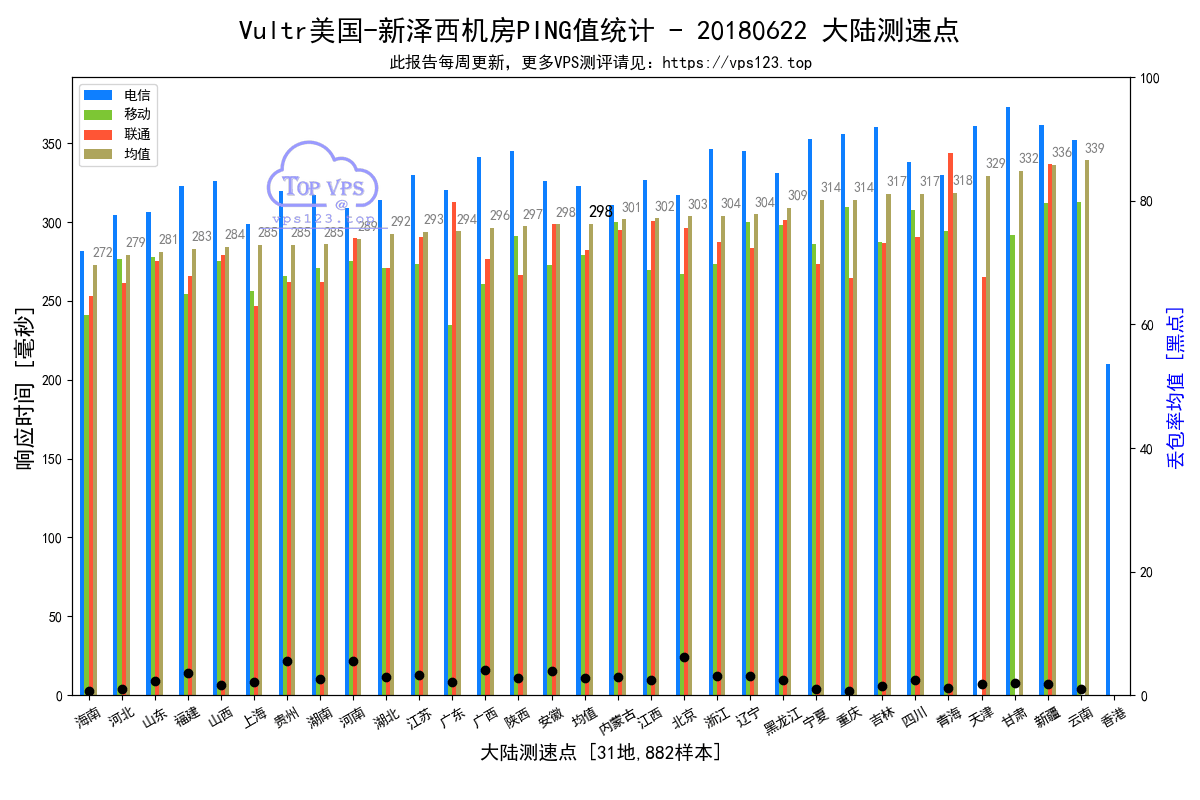 Vultr美国-新泽西机房PING值统计 - 20180622 大陆测速点
此报告每周更新，更多VPS测评请见：https://vps123.top
电信
移动
联通
均值
TOP VPS
@
vps123.top
响应时间 [毫秒]
350
300
250
200
150
100
50
0
272 279 281 283 284 285 285 285 289 292 293 294 296 297 298 298 301 302 303 304 304 309 314 314 317 317 318 329 332 336 339
100
80
60
40
20
0
丢包率均值 [黑点]
海南 河北 山东 福建 山西 上海 贵州 湖南 河南 湖北 江苏 广东 广西 陕西 安徽 均值 内蒙古 江西 北京 浙江 辽宁 黑龙江 宁夏 重庆 吉林 四川 青海 天津 甘肃 新疆 云南 香港
大陆测速点 [31地,882样本]